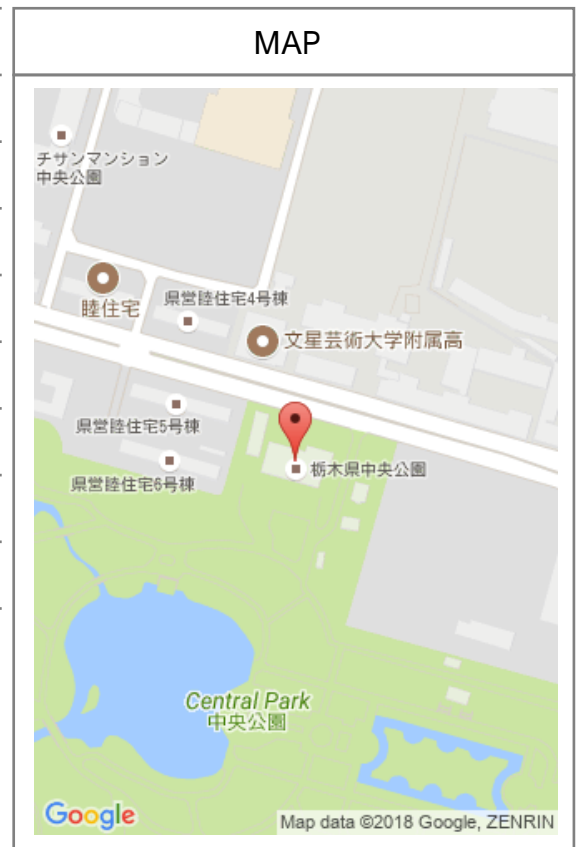 MAP
チサンマンション
中央公園
睦住宅
県営睦住宅4号棟
文星芸術大学附属高
県営睦住宅5号棟
栃木県中央公園
県営睦住宅6号棟
Central Park
中央公園
Google
Map data ©2018 Google, ZENRIN